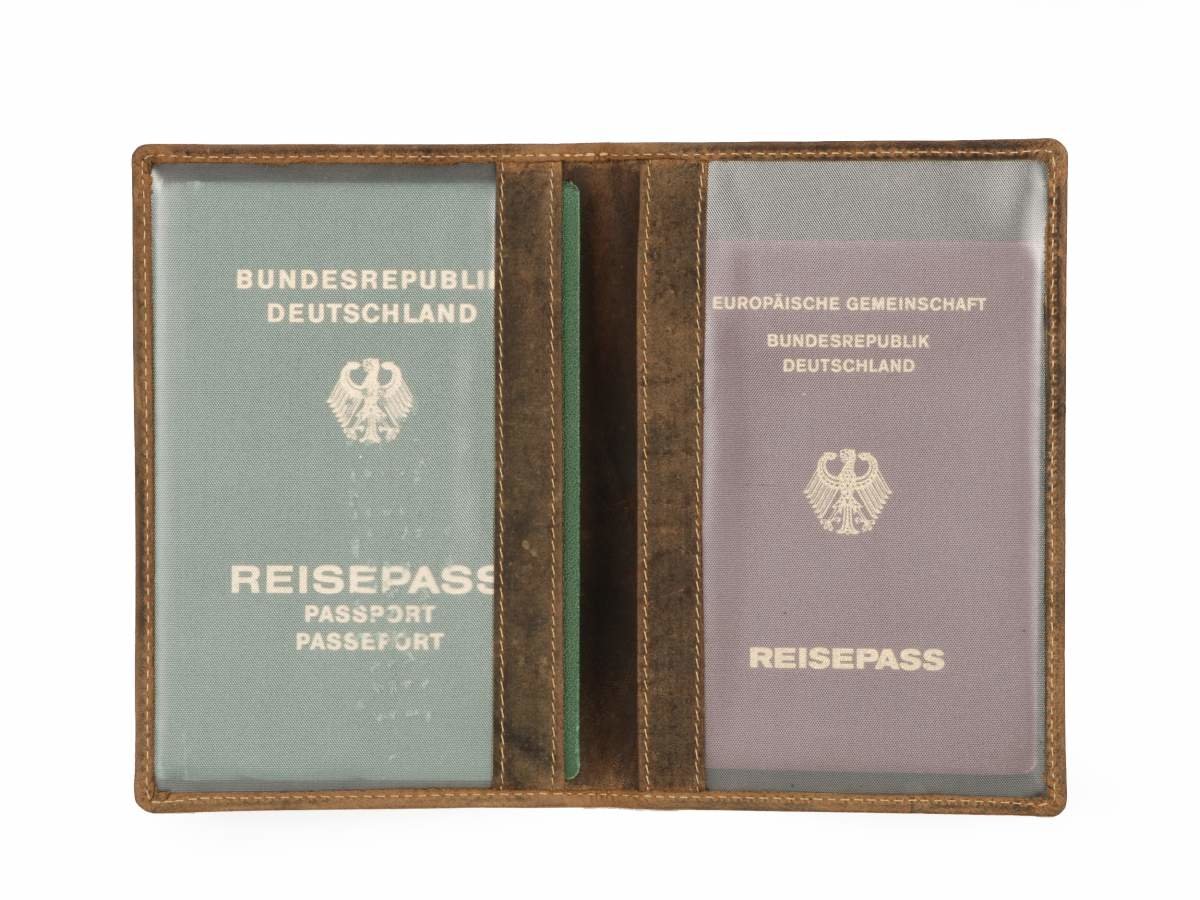 BUNDESREPUBLIK
DEUTSCHLAND
REISEPASS
PASSPORT
PASSEPORT
EUROPÄISCHE GEMEINSCHAFT
BUNDESREPUBLIK
DEUTSCHLAND
REISEPASS